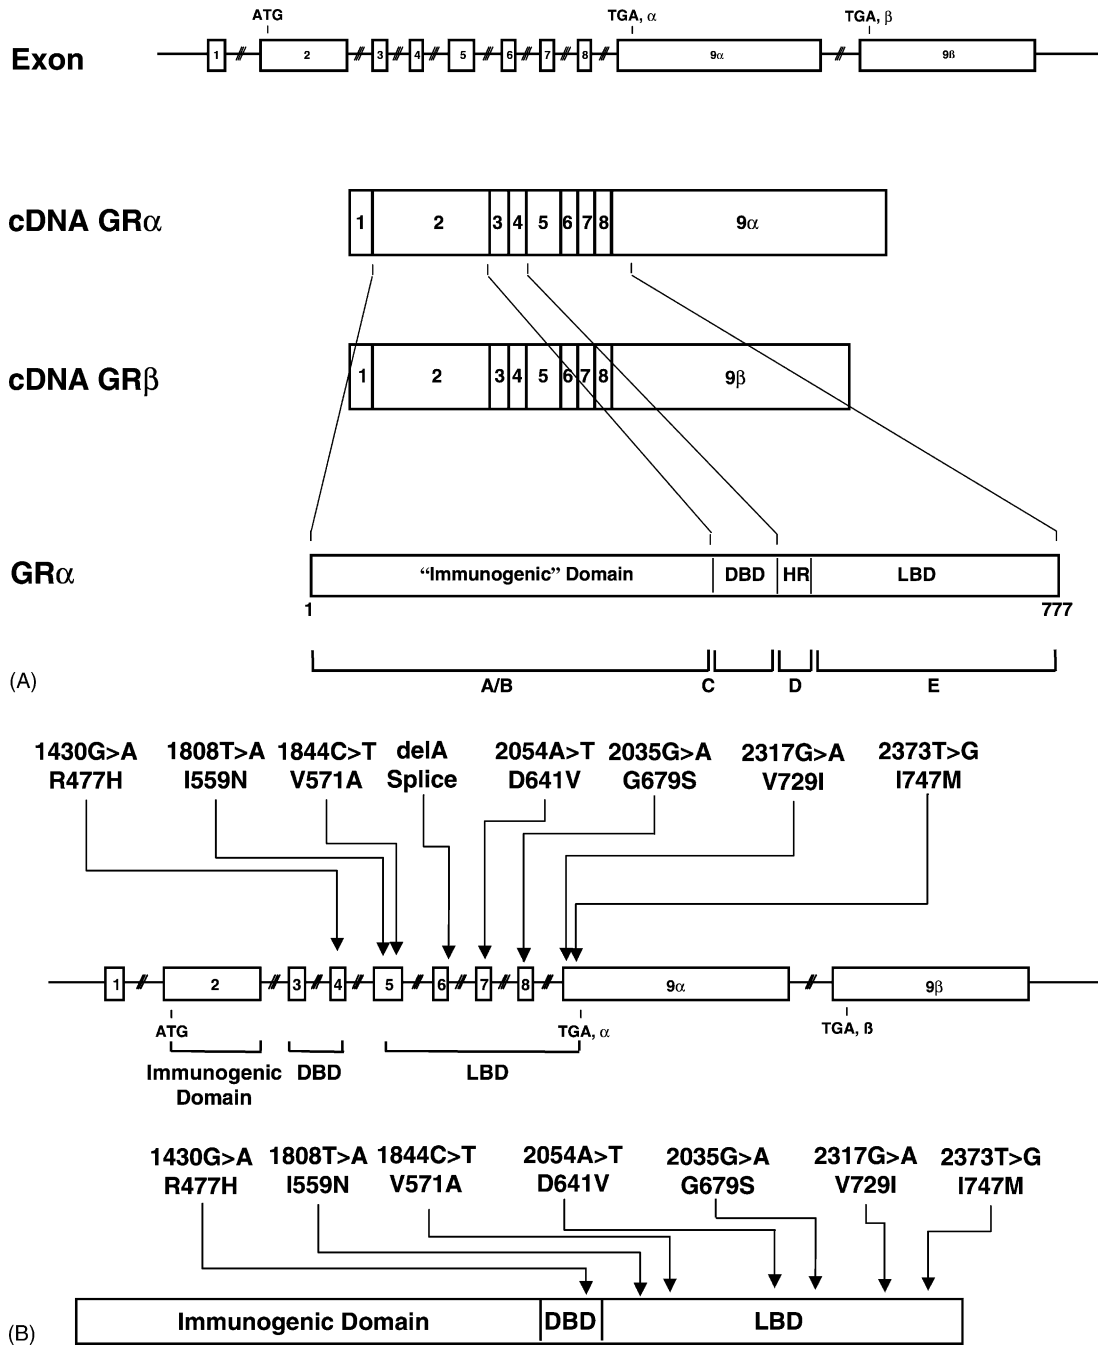 ATG TGA, α TGA, β
Exon 1 2 3 4 5 6 7 8 9α 9ß
cDNA GRα 1 2 3 4 5 6 7 8 9α
cDNA GRβ 1 2 3 4 5 6 7 8 9β
GRα "Immunogenic" Domain DBD HR LBD
1 777
(A) A/B C D E
1430G>A 1808T>A 1844C>T delA 2054A>T 2035G>A 2317G>A 2373T>G
R477H I559N V571A Splice D641V G679S V729I I747M
1 2 3 4 5 6 7 8 9α 9β
ATG TGA, α TGA, ß
Immunogenic DBD LBD
Domain
1430G>A 1808T>A 1844C>T 2054A>T 2035G>A 2317G>A 2373T>G
R477H I559N V571A D641V G679S V729I I747M
(B) Immunogenic Domain DBD LBD